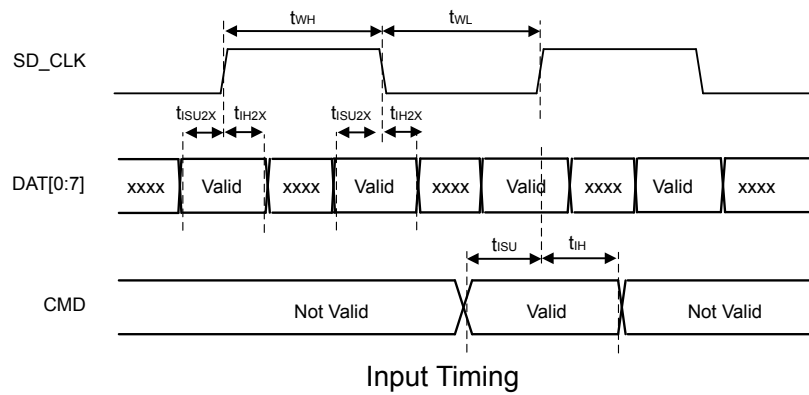 tWH tWL
SD_CLK
tISU2X tIH2X tISU2X tIH2X
DAT[0:7] xxxx Valid xxxx Valid xxxx Valid xxxx Valid xxxx
tISU tIH
CMD Not Valid Valid Not Valid
Input Timing